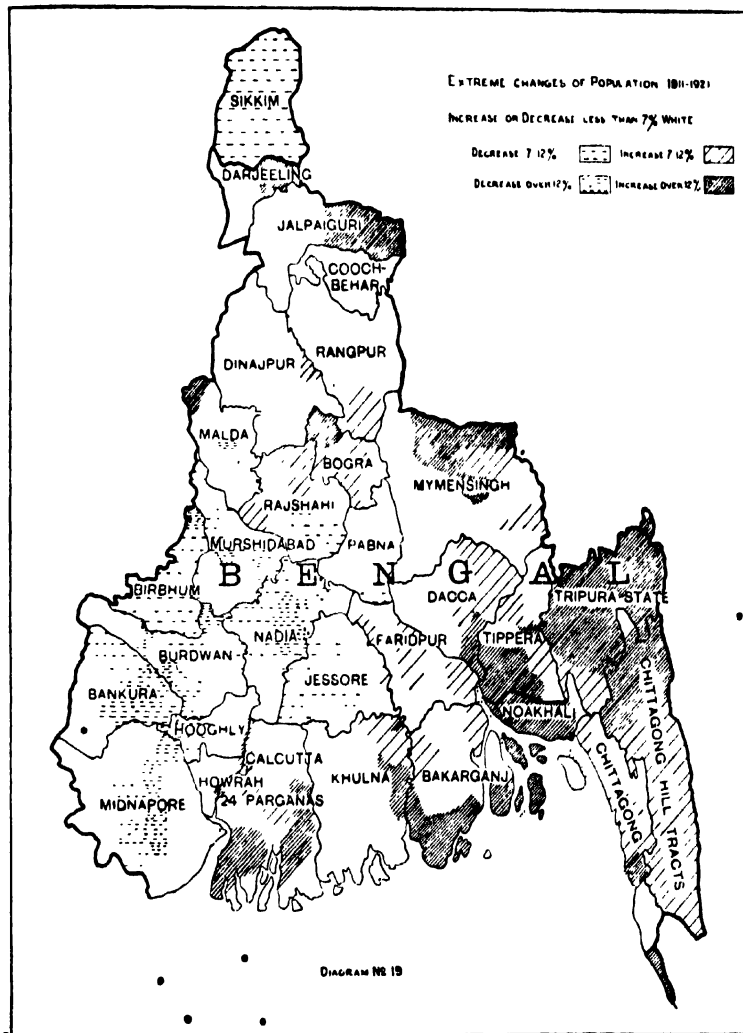 EXTREME CHANGES OF POPULATION 1911-1921
INCREASE OR DECREASE LESS THAN 7% WHITE
DECREASE 7 12% INCREASE 7 12%
DECREASE OVER 12% INCREASE OVER 12%
SIKKIM
DARJEELING
JALPAIGURI
COOCH-
BEHAR
DINAJPUR
RANGPUR
MALDA
BOGRA
MYMENSINGH
RAJSHAHI
MURSHIDABAD
PABNA
BENGAL
BIRBHUM
DACCA
TRIPURA STATE
NADIA
FARIDPUR
TIPPERA
BURDWAN
JESSORE
BANKURA
NOAKHALI
HOOGHLY
CALCUTTA
KHULNA
BAKARGANJ
HOWRAH
24 PARGANAS
MIDNAPORE
CHITTAGONG
CHITTAGONG HILL TRACTS
DIAGRAM NO 19